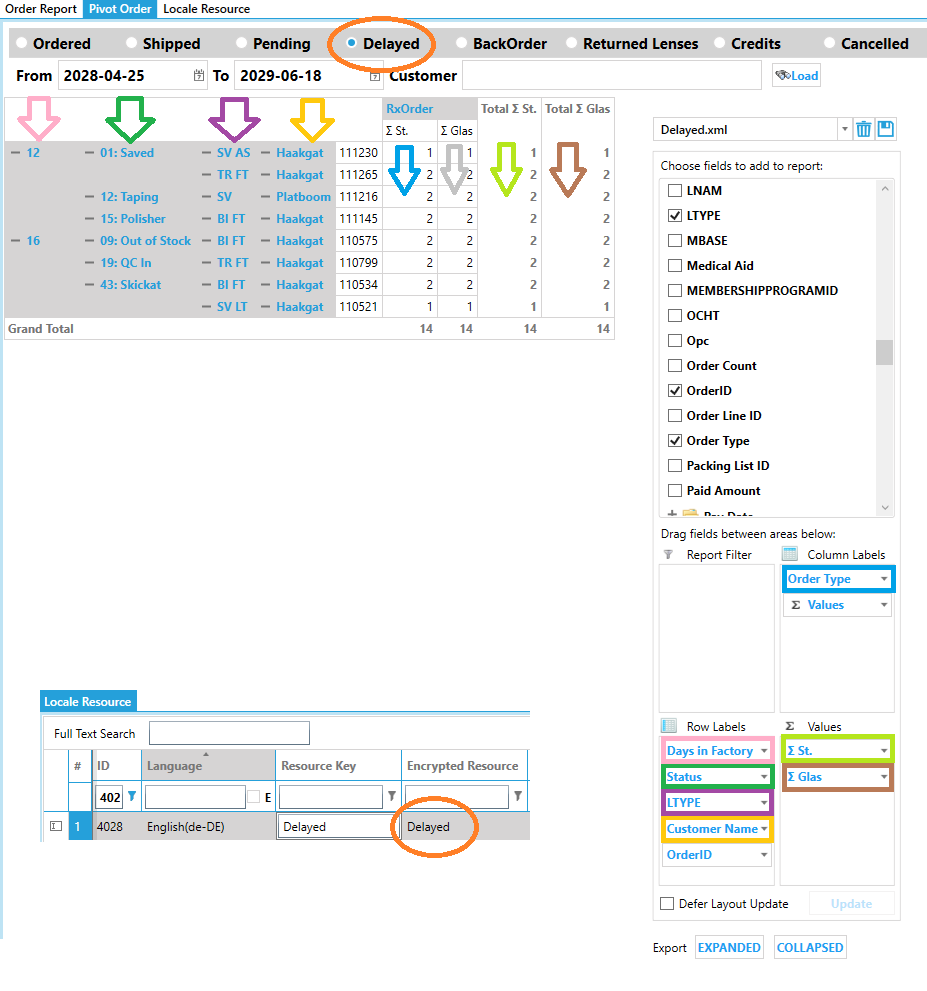 Order Report Pivot Order Locale Resource
Ordered Shipped Pending Delayed BackOrder Returned Lenses Credits Cancelled
From 2028-04-25 To 2029-06-18 Customer Load
RxOrder Total Σ St. Total Σ Glas
Σ St. Σ Glas
12 01: Saved SV AS Haakgat 111230 1 1 1 1
TR FT Haakgat 111265 2 2 2 2
12: Taping SV Platboom 111216 2 2 2 2
15: Polisher BI FT Haakgat 111145 2 2 2 2
16 09: Out of Stock BI FT Haakgat 110575 2 2 2 2
19: QC In TR FT Haakgat 110799 2 2 2 2
43: Skickat BI FT Haakgat 110534 2 2 2 2
SV LT Haakgat 110521 1 1 1 1
Grand Total 14 14 14 14
Delayed.xml
Choose fields to add to report:
LNAM
LTYPE
MBASE
Medical Aid
MEMBERSHIPPROGRAMID
OCHT
Opc
Order Count
OrderID
Order Line ID
Order Type
Packing List ID
Paid Amount
Drag fields between areas below:
Report Filter Column Labels
Order Type
Σ Values
Row Labels Σ Values
Days in Factory Σ St.
Status Σ Glas
LTYPE
Customer Name
OrderID
Defer Layout Update Update
Export EXPANDED COLLAPSED
Locale Resource
Full Text Search
# ID Language Resource Key Encrypted Resource
402 E
1 4028 English(de-DE) Delayed Delayed